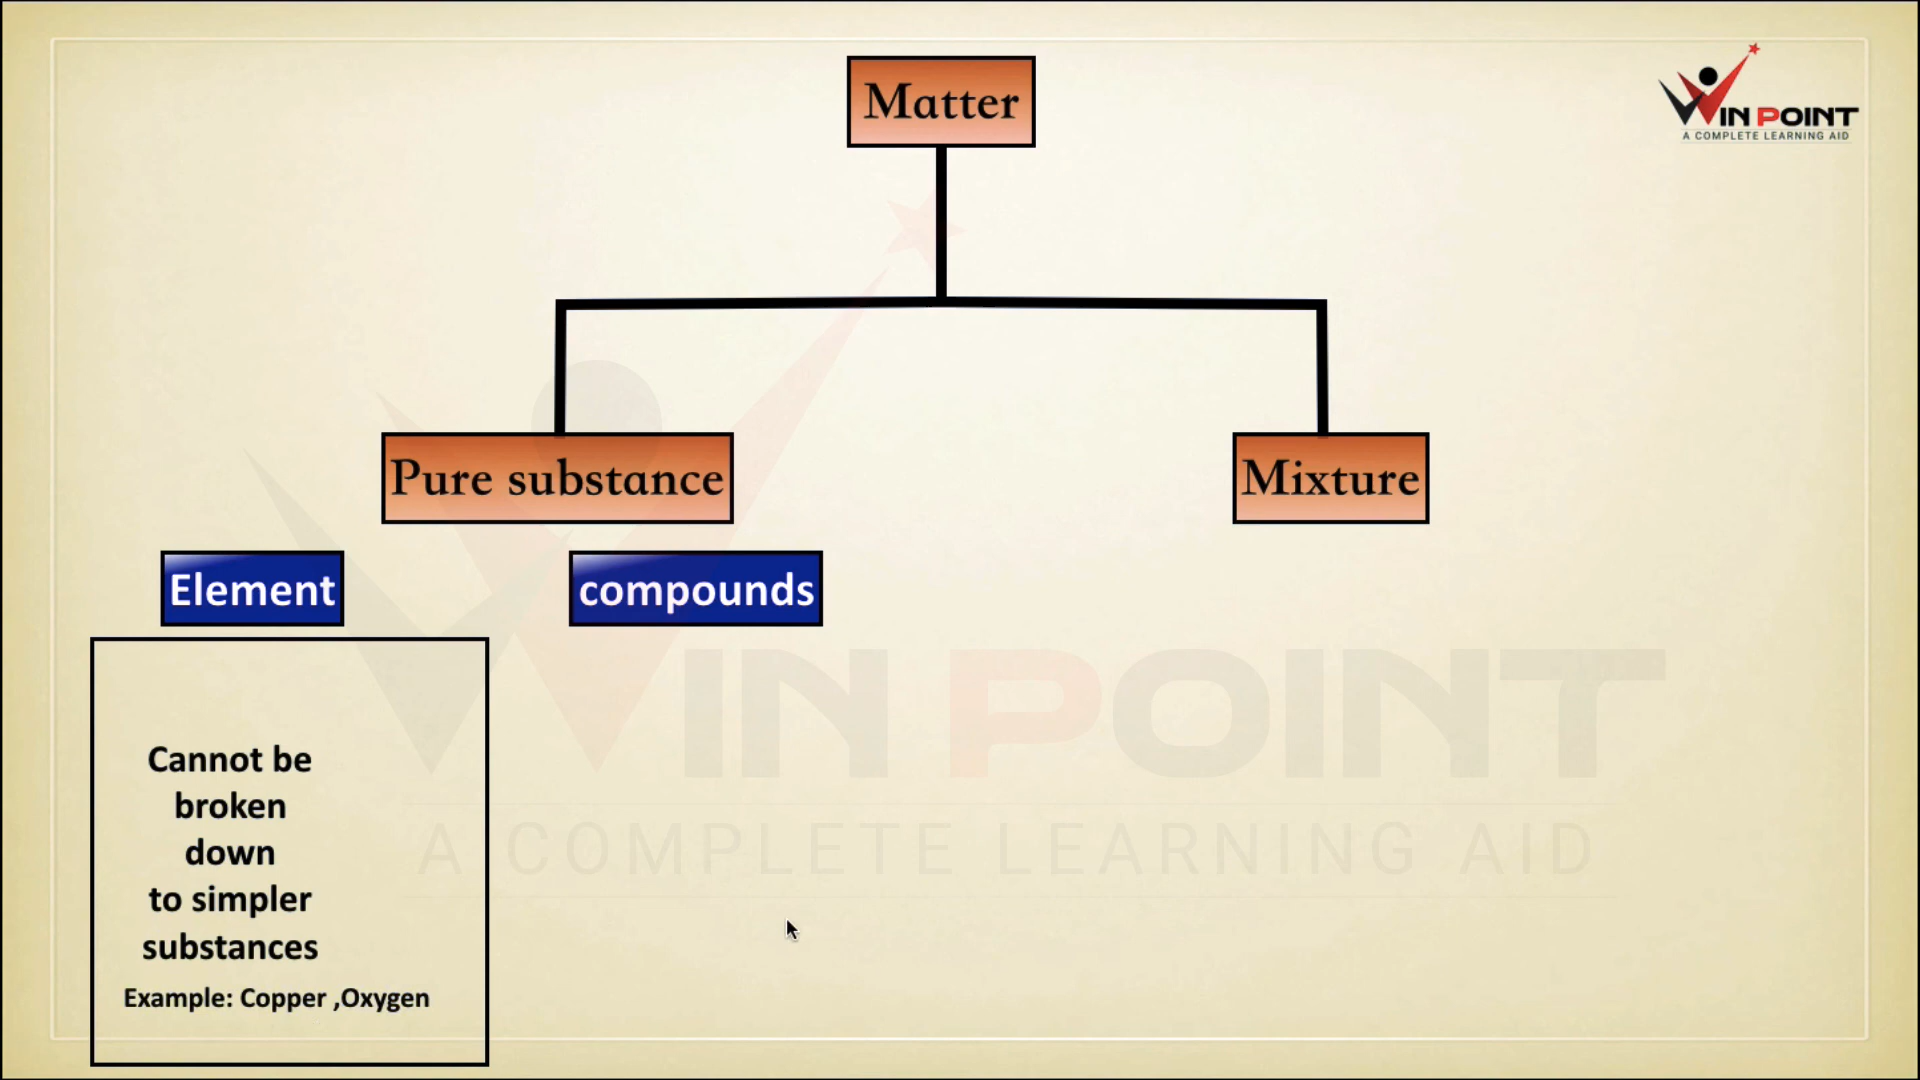 Matter
WIN POINT
A COMPLETE LEARNING AID
Pure substance
Mixture
Element
compounds
Cannot be
broken
down
to simpler
substances
Example: Copper ,Oxygen
WIN POINT
A COMPLETE LEARNING AID